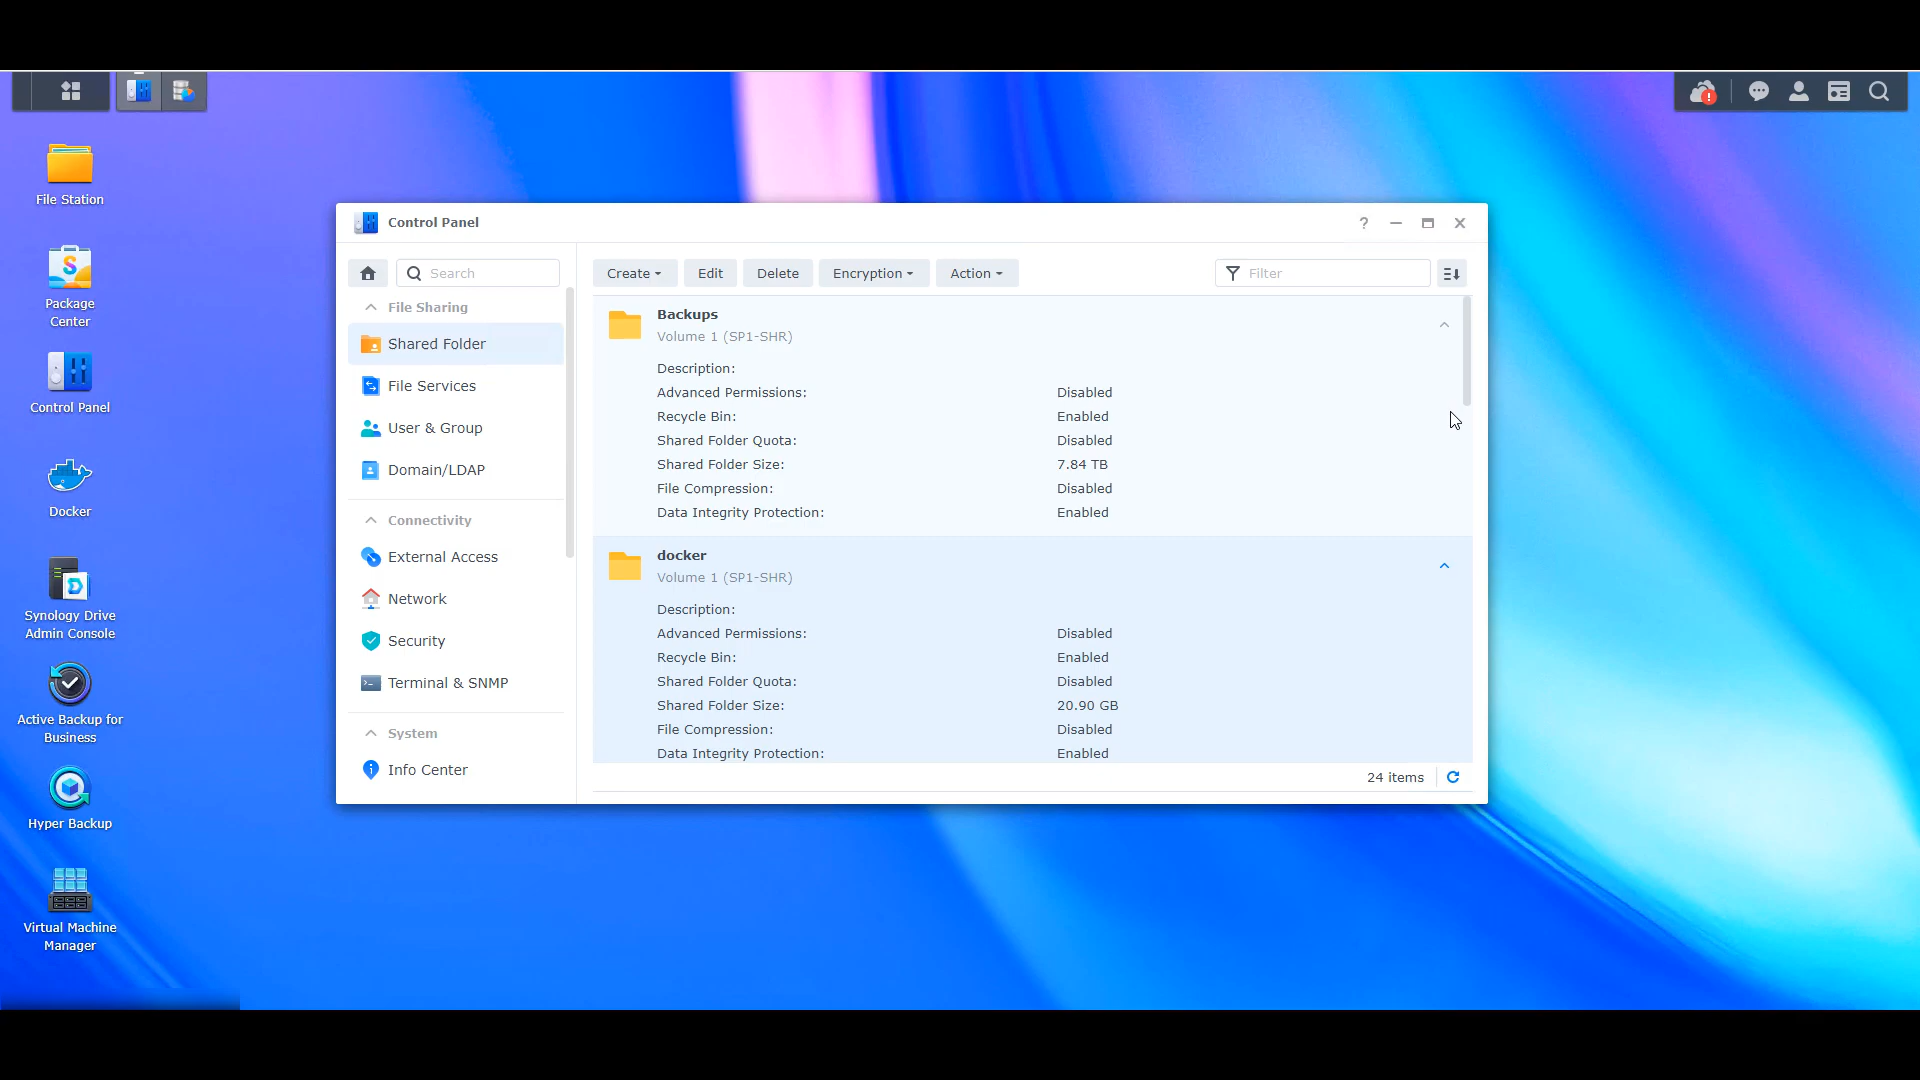 File Station
Package
Center
Control Panel
Docker
Synology Drive
Admin Console
Active Backup for
Business
Hyper Backup
Virtual Machine
Manager
Control Panel
?
Search
File Sharing
Shared Folder
File Services
User & Group
Domain/LDAP
Connectivity
External Access
Network
Security
Terminal & SNMP
System
Info Center
Create
Edit
Delete
Encryption
Action
Filter
Backups
Volume 1 (SP1-SHR)
Description:
Advanced Permissions: Disabled
Recycle Bin: Enabled
Shared Folder Quota: Disabled
Shared Folder Size: 7.84 TB
File Compression: Disabled
Data Integrity Protection: Enabled
docker
Volume 1 (SP1-SHR)
Description:
Advanced Permissions: Disabled
Recycle Bin: Enabled
Shared Folder Quota: Disabled
Shared Folder Size: 20.90 GB
File Compression: Disabled
Data Integrity Protection: Enabled
24 items